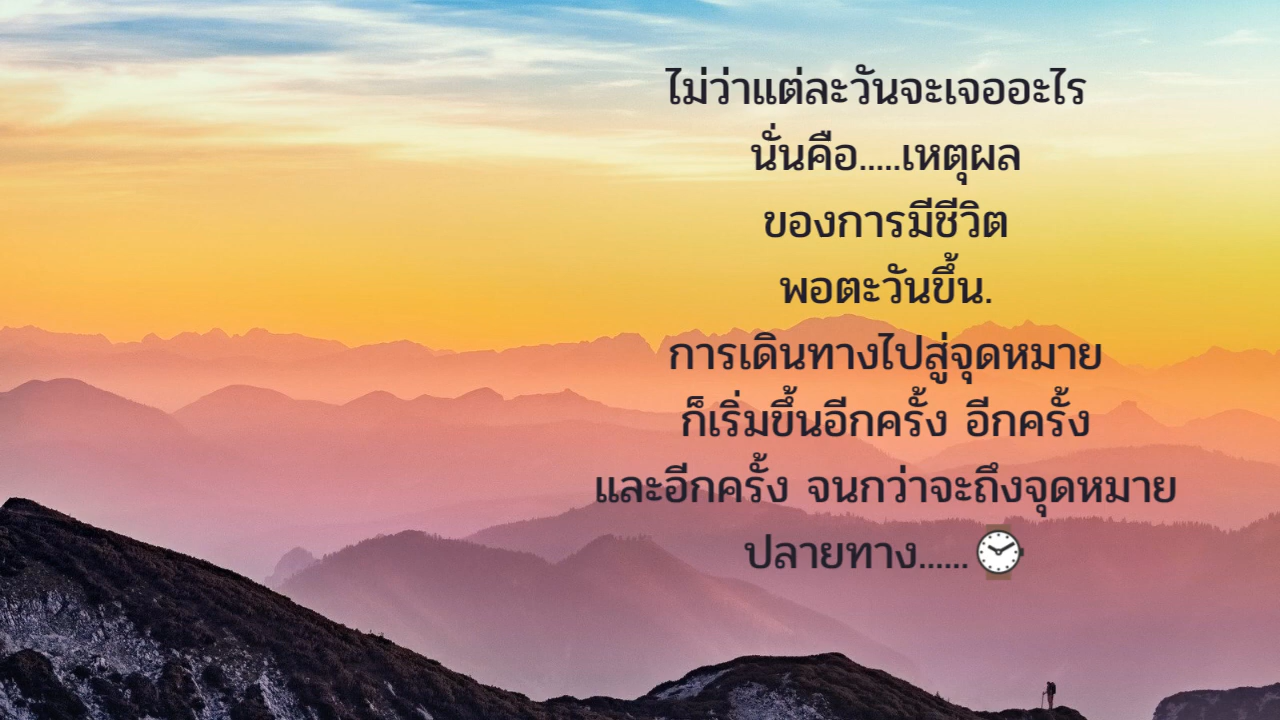 ไม่ว่าแต่ละวันจะเจออะไร
นั่นคือ.....เหตุผล
ของการมีชีวิต
พอตะวันขึ้น.
การเดินทางไปสู่จุดหมาย
ก็เริ่มขึ้นอีกครั้ง อีกครั้ง
และอีกครั้ง จนกว่าจะถึงจุดหมาย
ปลายทาง......⌚